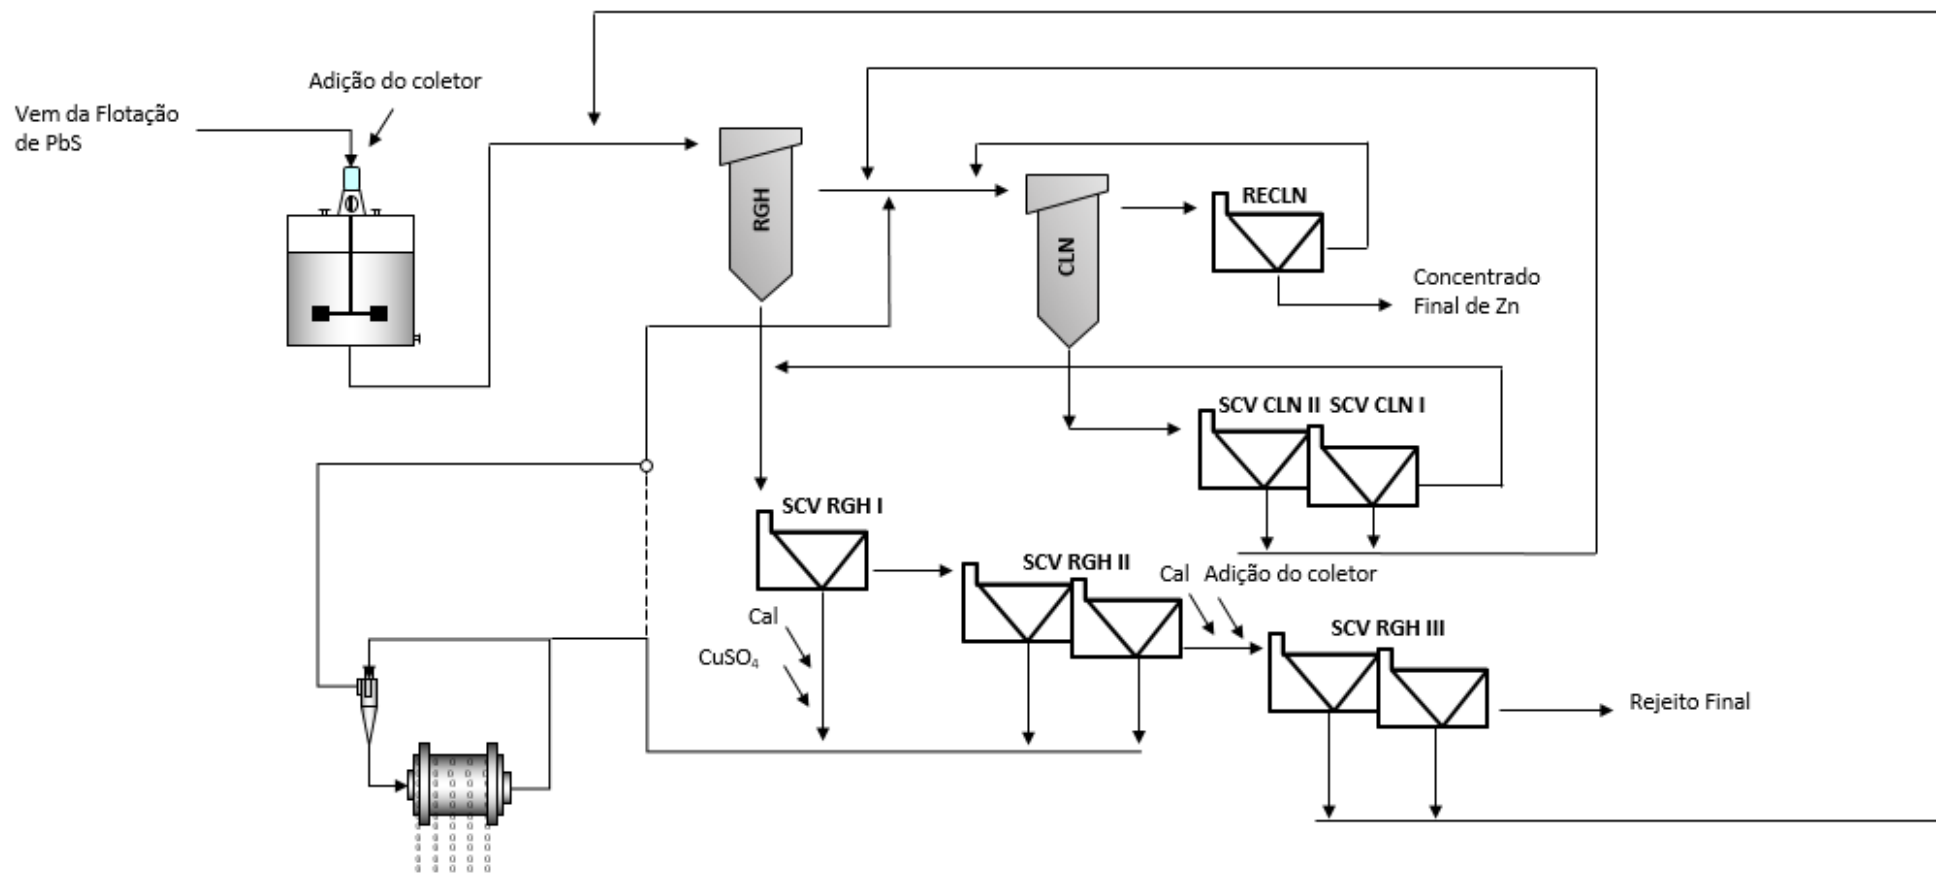 Adição do coletor
Vem da Flotação
de PbS
RGH
CLN
RECLN
Concentrado
Final de Zn
SCV CLN II SCV CLN I
SCV RGH I
SCV RGH II
Cal Adição do coletor
Cal
CuSO₄
SCV RGH III
Rejeito Final